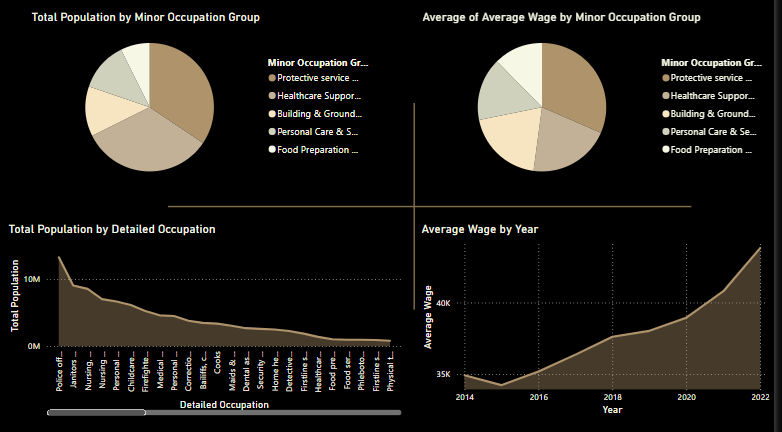 Total Population by Minor Occupation Group
Minor Occupation Gr...
Protective service ...
Healthcare Suppor...
Building & Ground...
Personal Care & S...
Food Preparation ...
Average of Average Wage by Minor Occupation Group
Minor Occupation Gr...
Protective service ...
Healthcare Suppor...
Building & Ground...
Personal Care & Se...
Food Preparation ...
Total Population by Detailed Occupation
Total Population
10M
0M
Police off...
Janitors ...
Nursing...
Nursing ...
Personal ...
Childcare...
Firefighte...
Medical ...
Personal ...
Correctio...
Bailiffs, c...
Cooks
Maids & ...
Dental as...
Security ...
Home he...
Detective...
Firstline s...
Healthcar...
Food pre...
Food ser...
Phleboto...
Firstline s...
Physical t...
Detailed Occupation
Average Wage by Year
Average Wage
40K
35K
2014
2016
2018
2020
2022
Year